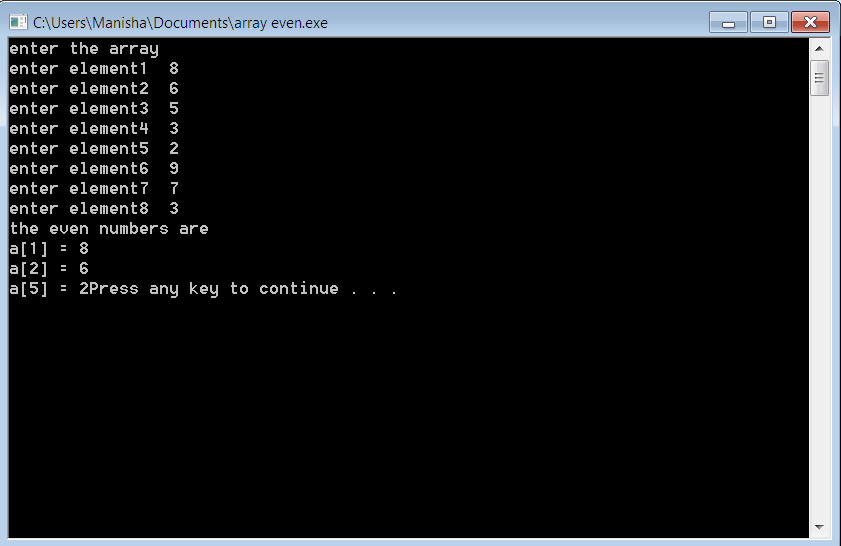 C:\Users\Manisha\Documents\array even.exe
enter the array
enter element1  8
enter element2  6
enter element3  5
enter element4  3
enter element5  2
enter element6  9
enter element7  7
enter element8  3
the even numbers are
a[1] = 8
a[2] = 6
a[5] = 2Press any key to continue . . .